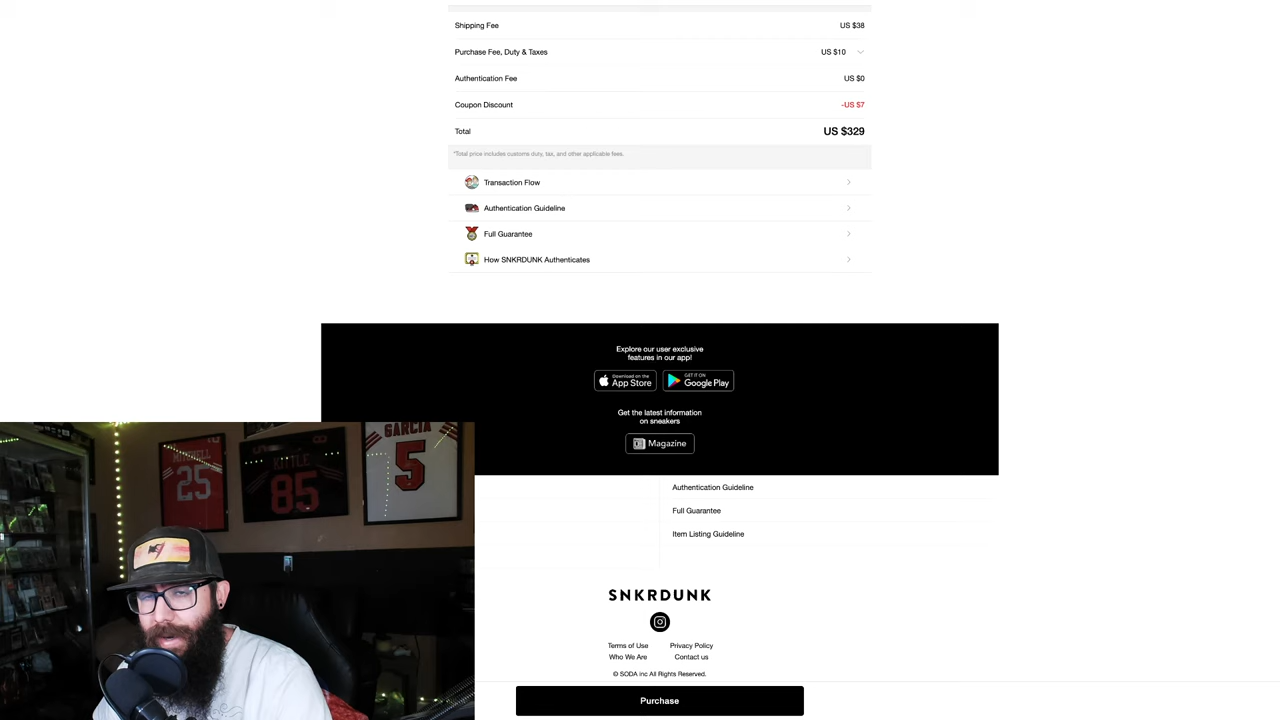 Shipping Fee US $38
Purchase Fee, Duty & Taxes US $10
Authentication Fee US $0
Coupon Discount -US $7
Total US $329
*Total price includes customs duty, tax, and other applicable fees.
Transaction Flow
Authentication Guideline
Full Guarantee
How SNKRDUNK Authenticates
Explore our user exclusive
features in our app!
Download on the
App Store
GET IT ON
Google Play
Get the latest information
on sneakers
Magazine
Authentication Guideline
Full Guarantee
Item Listing Guideline
MITCHELL
25
KITTLE
85
GARCIA
5
SNKRDUNK
Terms of Use Privacy Policy
Who We Are Contact us
© SODA inc All Rights Reserved.
Purchase